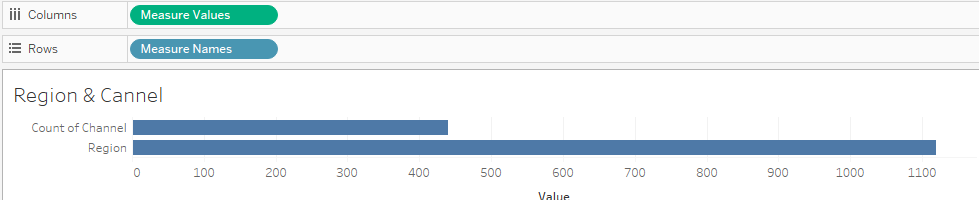 Columns Measure Values
Rows Measure Names
Region & Cannel
Count of Channel
Region
0 100 200 300 400 500 600 700 800 900 1000 1100
Value